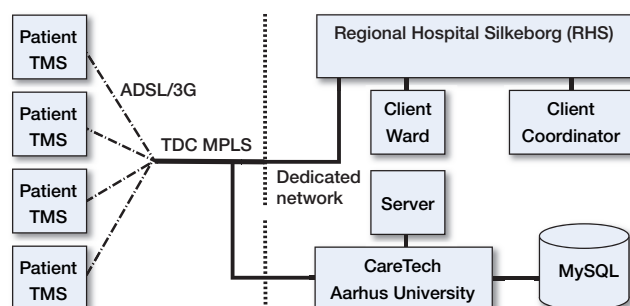 Patient
TMS
Patient
TMS
Patient
TMS
Patient
TMS
ADSL/3G
TDC MPLS
Regional Hospital Silkeborg (RHS)
Client
Ward
Client
Coordinator
Dedicated
network
Server
CareTech
Aarhus University
MySQL